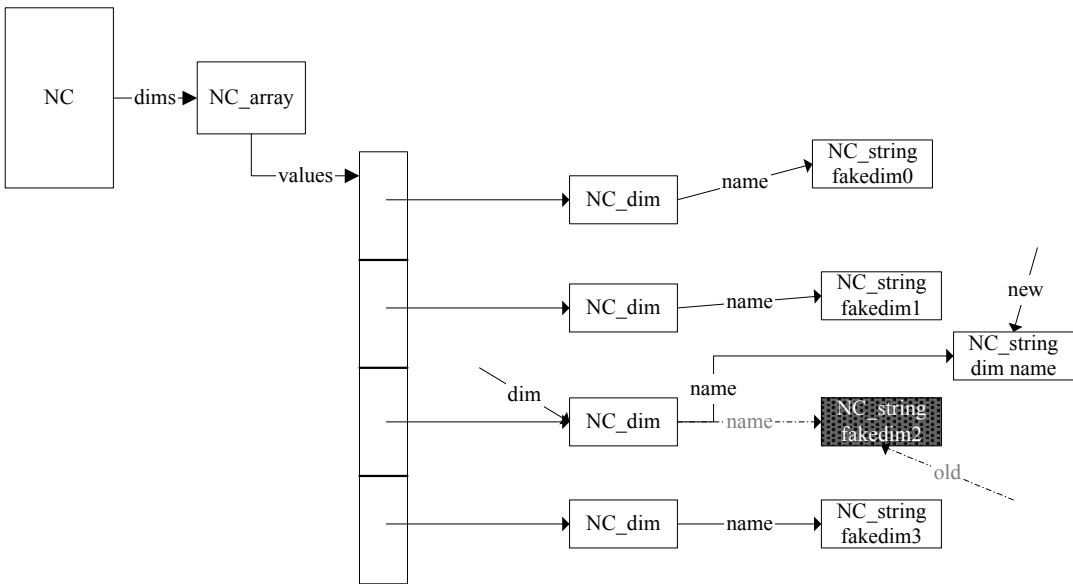 NC
dims
NC_array
values
NC_dim
name
NC_string
fakedim0
NC_dim
name
NC_string
fakedim1
new
NC_string
dim name
dim
name
NC_dim
name
NC_string
fakedim2
old
NC_dim
name
NC_string
fakedim3